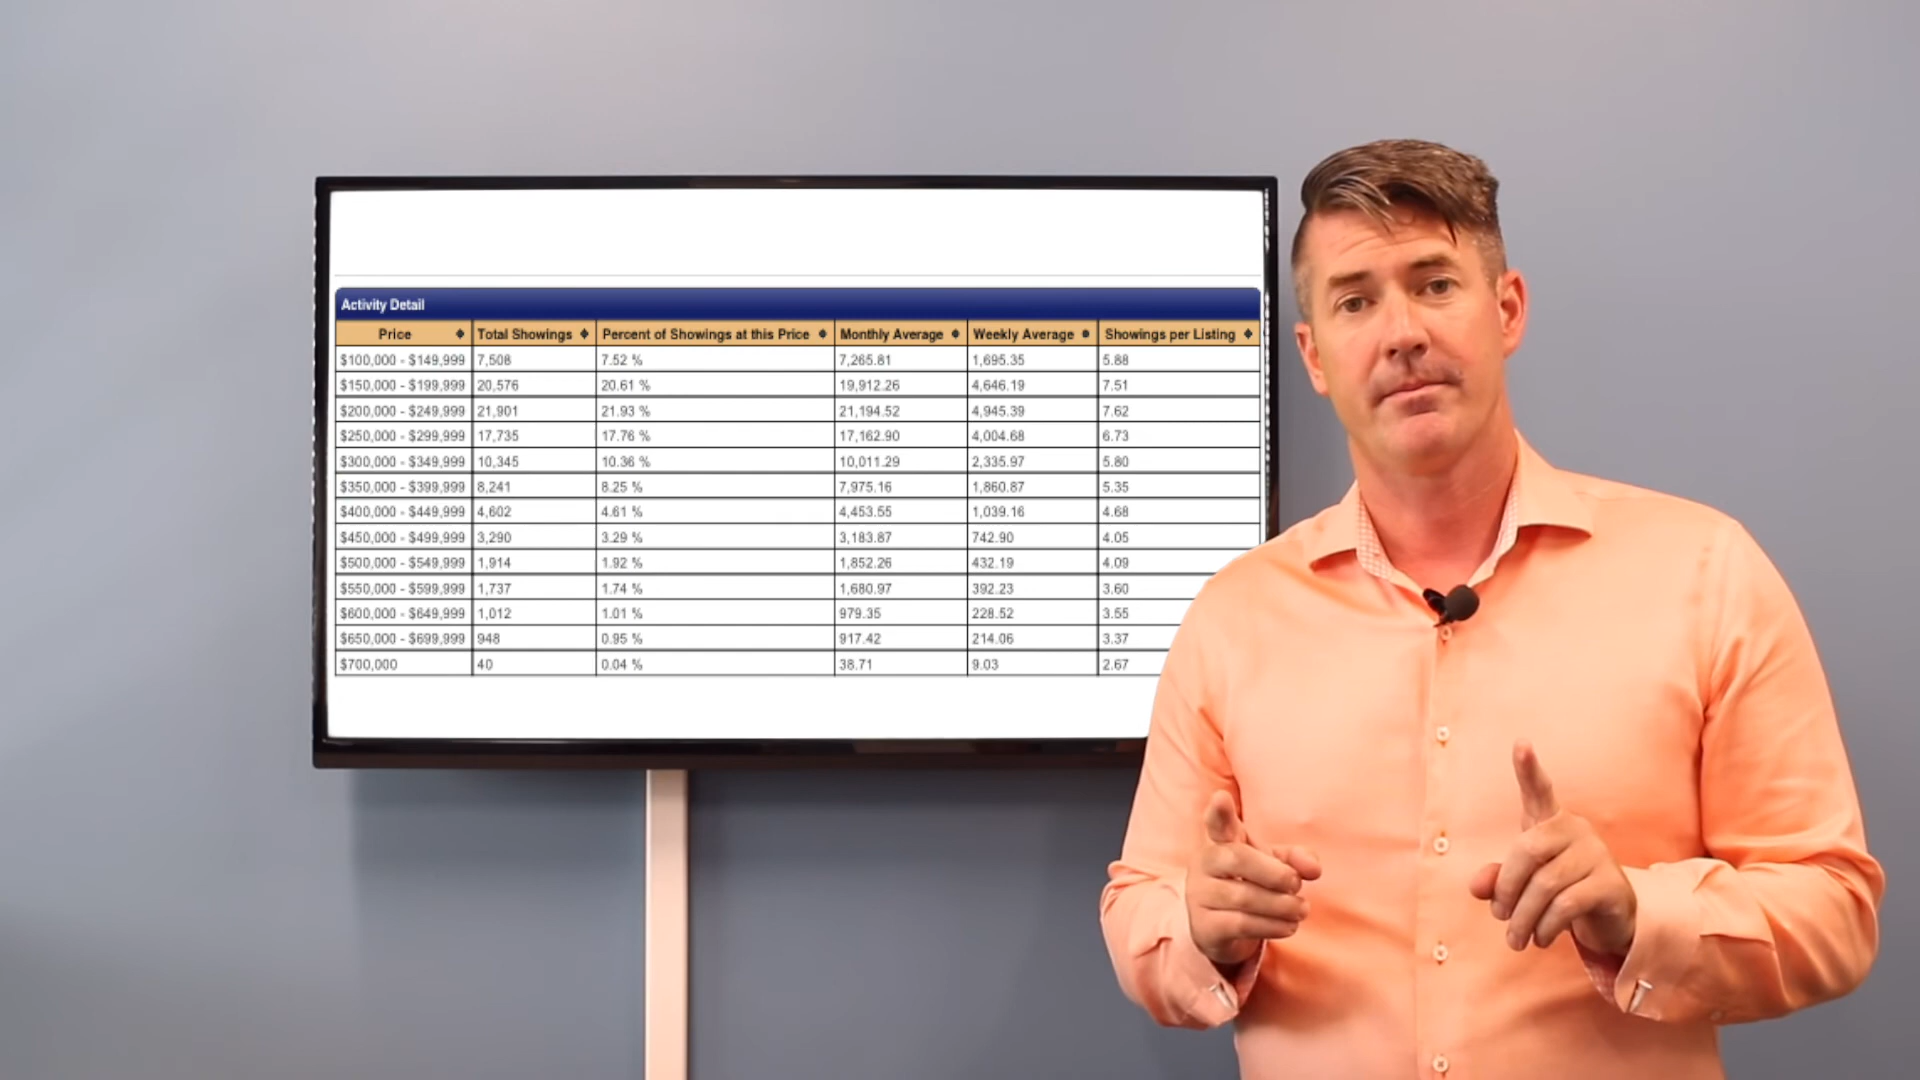 Activity Detail
Price Total Showings Percent of Showings at this Price Monthly Average Weekly Average Showings per Listing
$100,000 - $149,999 7,508 7.52 % 7,265.81 1,695.35 5.88
$150,000 - $199,999 20,576 20.61 % 19,912.26 4,646.19 7.51
$200,000 - $249,999 21,901 21.93 % 21,194.52 4,945.39 7.62
$250,000 - $299,999 17,735 17.76 % 17,162.90 4,004.68 6.73
$300,000 - $349,999 10,345 10.36 % 10,011.29 2,335.97 5.80
$350,000 - $399,999 8,241 8.25 % 7,975.16 1,860.87 5.35
$400,000 - $449,999 4,602 4.61 % 4,453.55 1,039.16 4.68
$450,000 - $499,999 3,290 3.29 % 3,183.87 742.90 4.05
$500,000 - $549,999 1,914 1.92 % 1,852.26 432.19 4.09
$550,000 - $599,999 1,737 1.74 % 1,680.97 392.23 3.60
$600,000 - $649,999 1,012 1.01 % 979.35 228.52 3.55
$650,000 - $699,999 948 0.95 % 917.42 214.06 3.37
$700,000 40 0.04 % 38.71 9.03 2.67